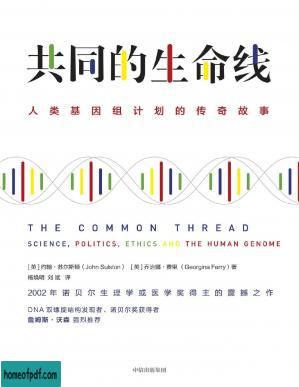 共同的生命线
人类基因组计划的传奇故事
THE COMMON THREAD
SCIENCE, POLITICS, ETHICS AND THE HUMAN GENOME
[英]约翰·苏尔斯顿(John Sulston) [英]乔治娜·费里(Georgina Ferry)著
杨焕明 刘斌 译
2002年诺贝尔生理学或医学奖得主的震撼之作
DNA双螺旋结构发现者、诺贝尔奖获得者
詹姆斯·沃森 强烈推荐
中信出版集团
homeofpdf.com